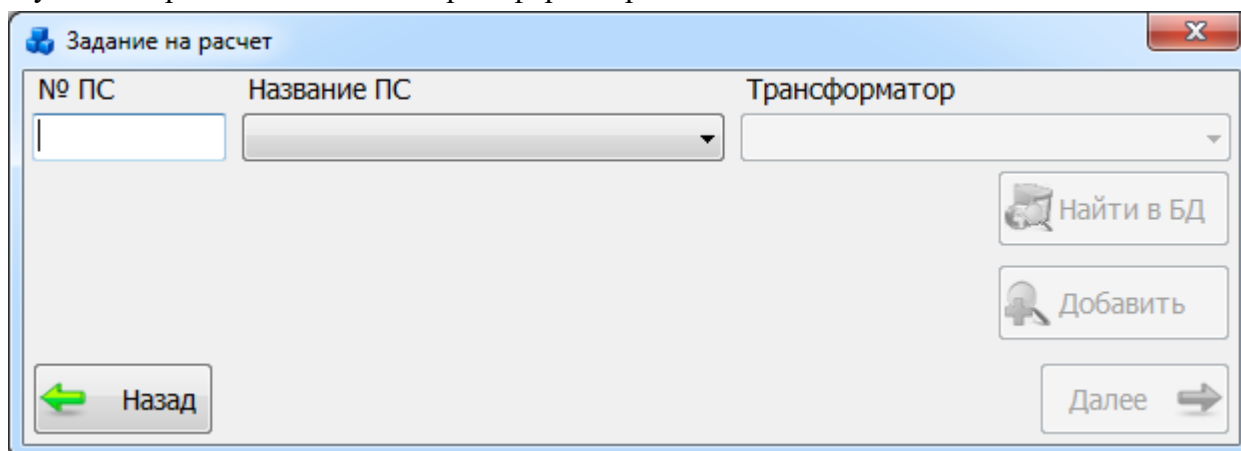 Задание на расчет
№ ПС Название ПС Трансформатор
Найти в БД
Добавить
Назад Далее